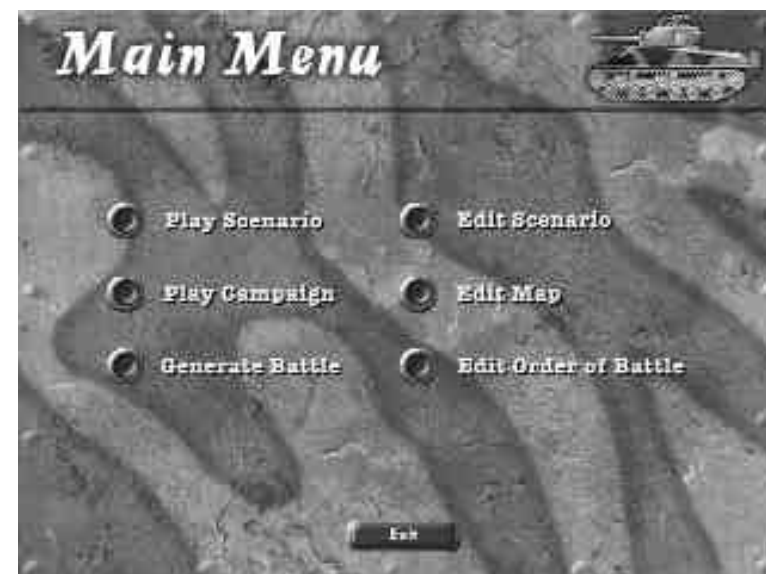 Main Menu
Play Scenario
Edit Scenario
Play Campaign
Edit Map
Generate Battle
Edit Order of Battle
Exit